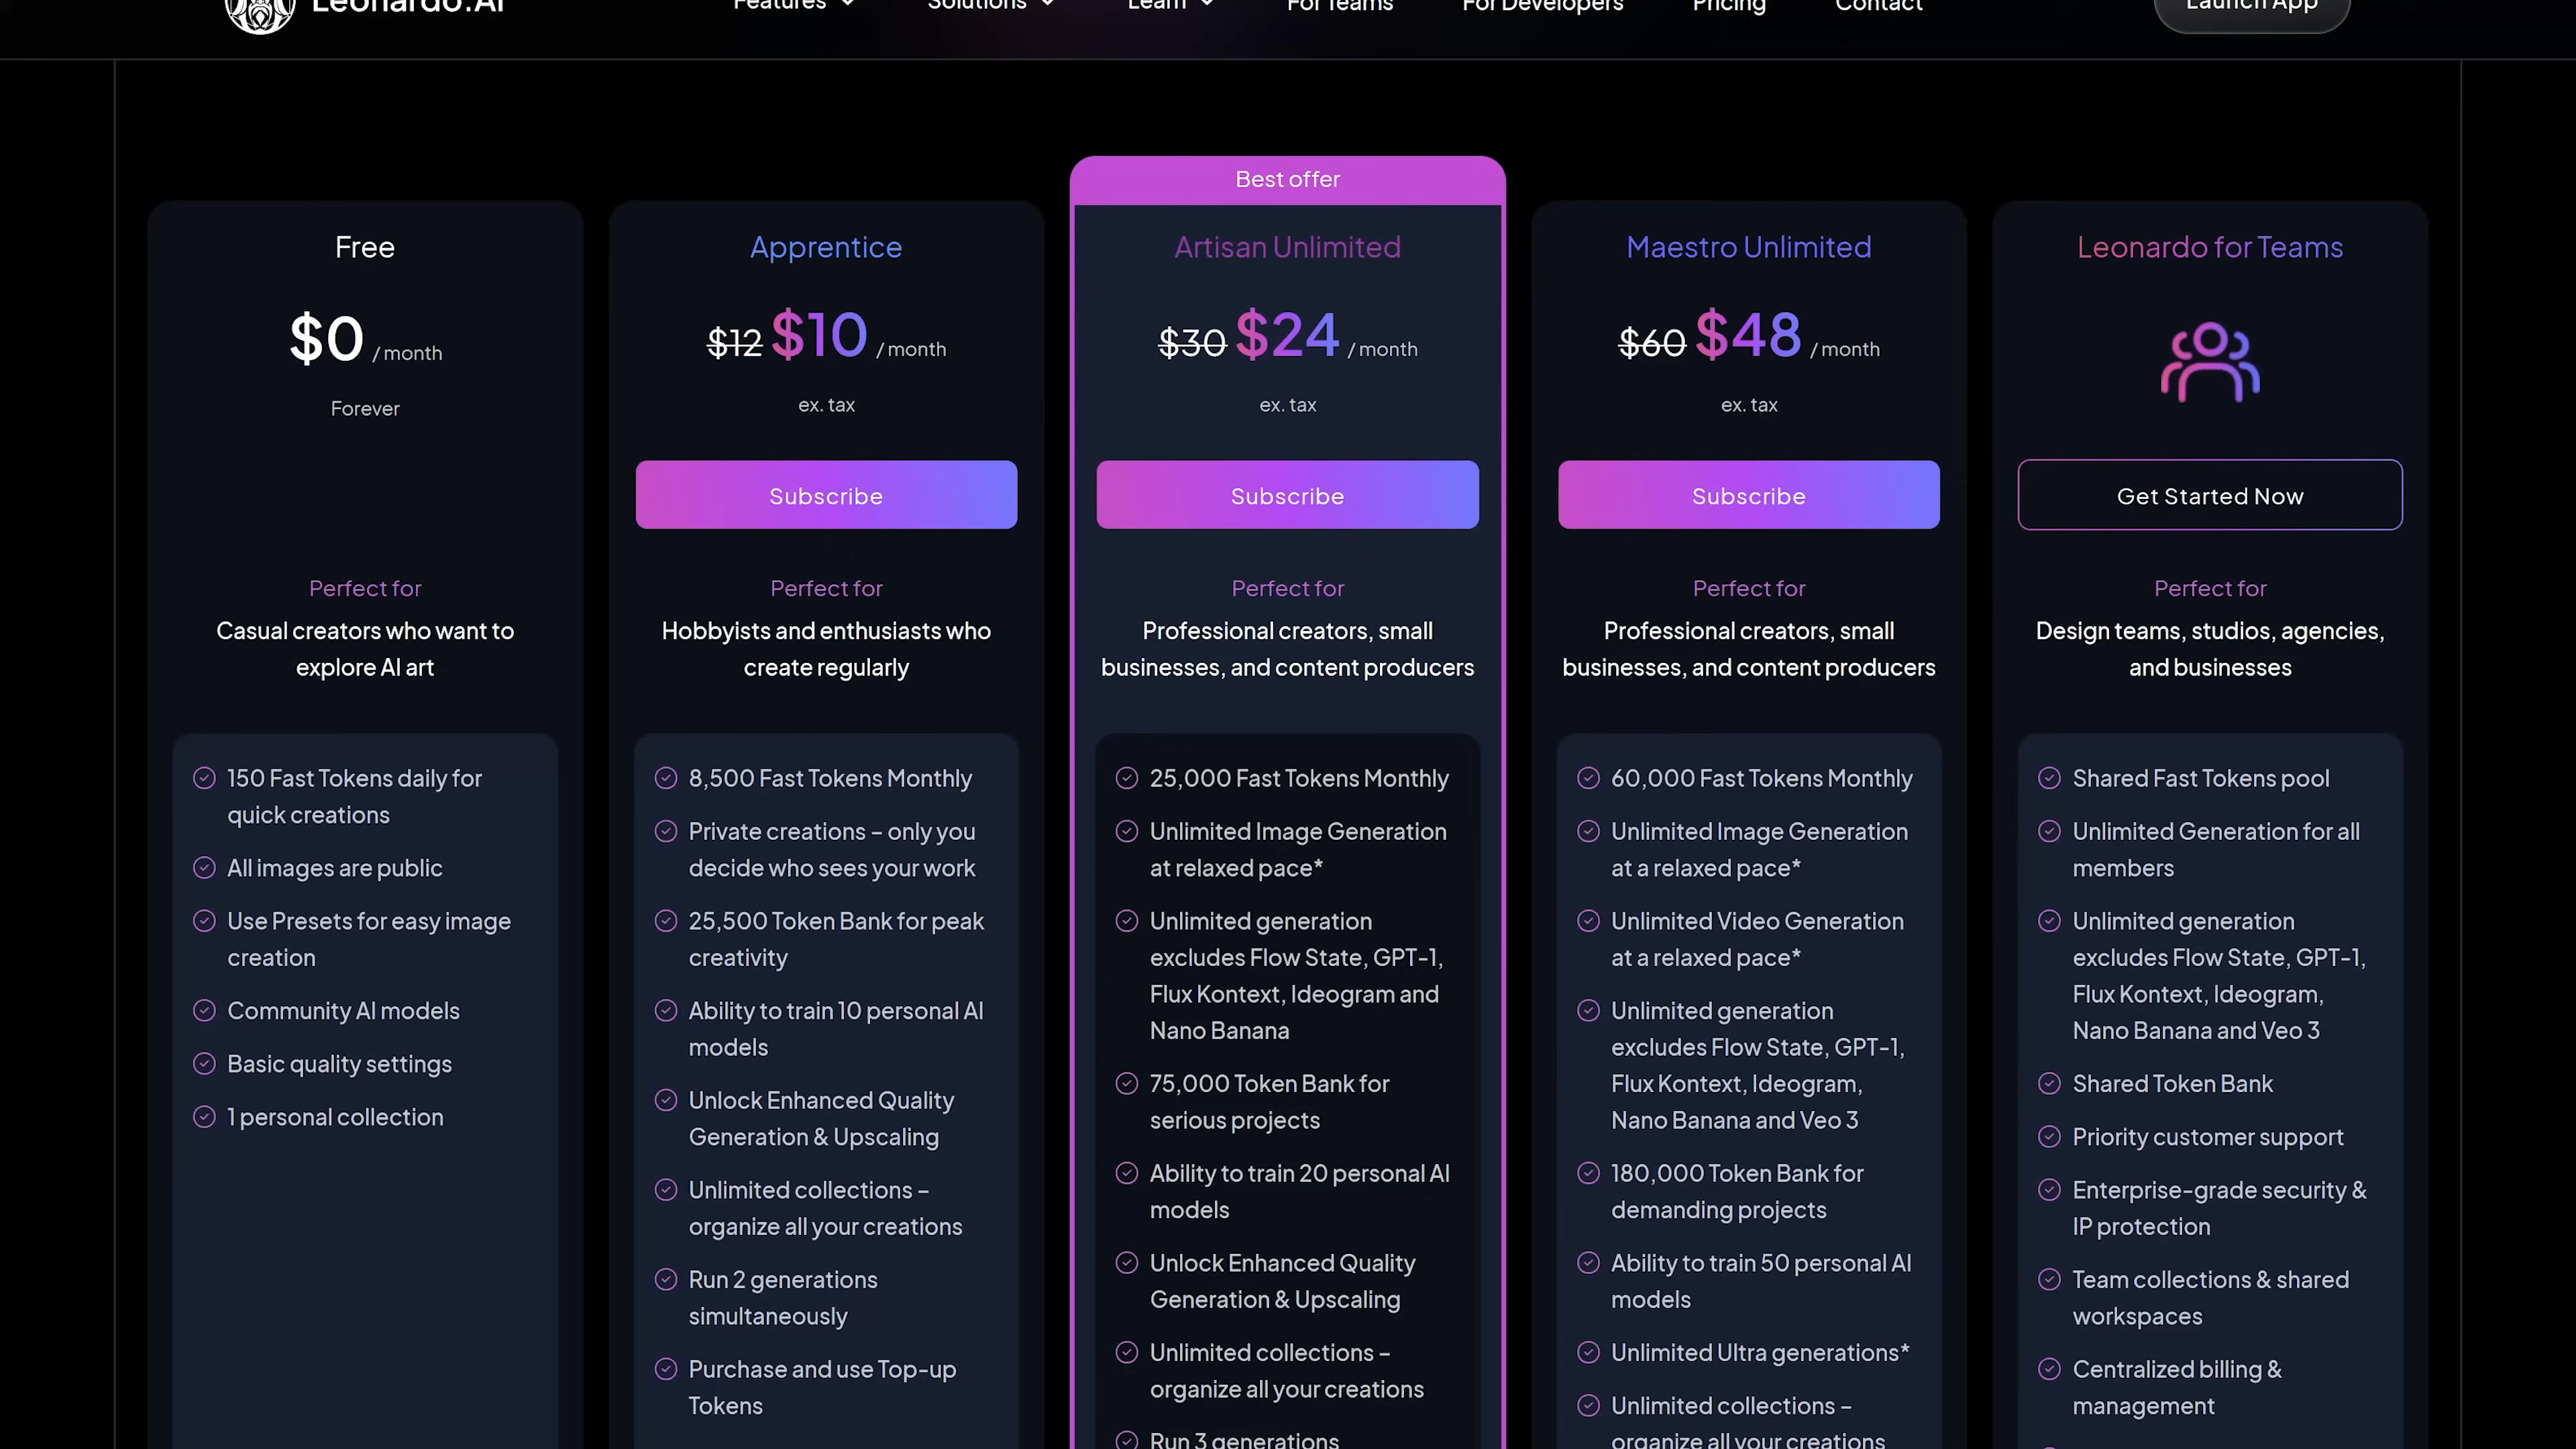 Leonardo.AI
Features
Solutions
Learn
For Teams
For Developers
Pricing
Contact
Launch App
Free
$0 / month
Forever
Perfect for
Casual creators who want to
explore AI art
150 Fast Tokens daily for
quick creations
All images are public
Use Presets for easy image
creation
Community AI models
Basic quality settings
1 personal collection
Apprentice
$12 $10 / month
ex. tax
Subscribe
Perfect for
Hobbyists and enthusiasts who
create regularly
8,500 Fast Tokens Monthly
Private creations – only you
decide who sees your work
25,500 Token Bank for peak
creativity
Ability to train 10 personal AI
models
Unlock Enhanced Quality
Generation & Upscaling
Unlimited collections –
organize all your creations
Run 2 generations
simultaneously
Purchase and use Top-up
Tokens
Best offer
Artisan Unlimited
$30 $24 / month
ex. tax
Subscribe
Perfect for
Professional creators, small
businesses, and content producers
25,000 Fast Tokens Monthly
Unlimited Image Generation
at relaxed pace*
Unlimited generation
excludes Flow State, GPT-1,
Flux Kontext, Ideogram and
Nano Banana
75,000 Token Bank for
serious projects
Ability to train 20 personal AI
models
Unlock Enhanced Quality
Generation & Upscaling
Unlimited collections –
organize all your creations
Run 3 generations
Maestro Unlimited
$60 $48 / month
ex. tax
Subscribe
Perfect for
Professional creators, small
businesses, and content producers
60,000 Fast Tokens Monthly
Unlimited Image Generation
at a relaxed pace*
Unlimited Video Generation
at a relaxed pace*
Unlimited generation
excludes Flow State, GPT-1,
Flux Kontext, Ideogram,
Nano Banana and Veo 3
180,000 Token Bank for
demanding projects
Ability to train 50 personal AI
models
Unlimited Ultra generations*
Unlimited collections –
organize all your creations
Leonardo for Teams
Get Started Now
Perfect for
Design teams, studios, agencies,
and businesses
Shared Fast Tokens pool
Unlimited Generation for all
members
Unlimited generation
excludes Flow State, GPT-1,
Flux Kontext, Ideogram,
Nano Banana and Veo 3
Shared Token Bank
Priority customer support
Enterprise-grade security &
IP protection
Team collections & shared
workspaces
Centralized billing &
management